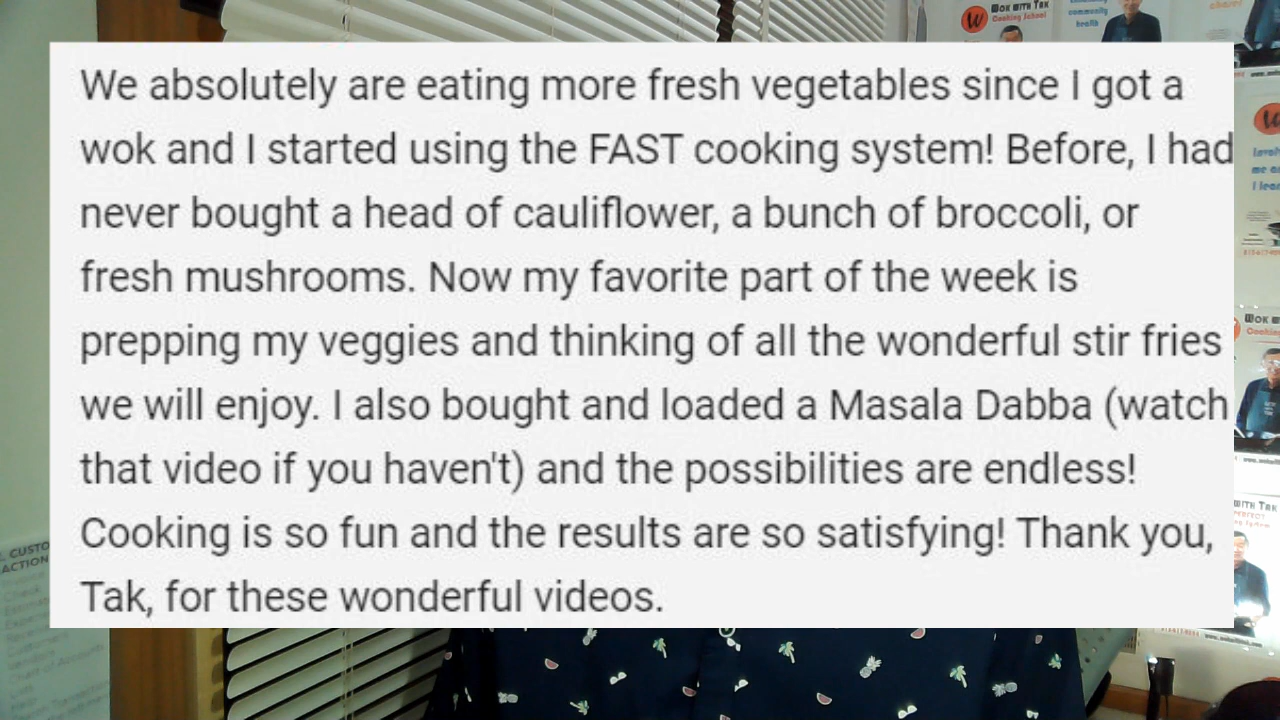 WOK WITH TAK
Cooking School
community
health
We absolutely are eating more fresh vegetables since I got a
wok and I started using the FAST cooking system! Before, I had
never bought a head of cauliflower, a bunch of broccoli, or
fresh mushrooms. Now my favorite part of the week is
prepping my veggies and thinking of all the wonderful stir fries
we will enjoy. I also bought and loaded a Masala Dabba (watch
that video if you haven't) and the possibilities are endless!
Cooking is so fun and the results are so satisfying! Thank you,
Tak, for these wonderful videos.